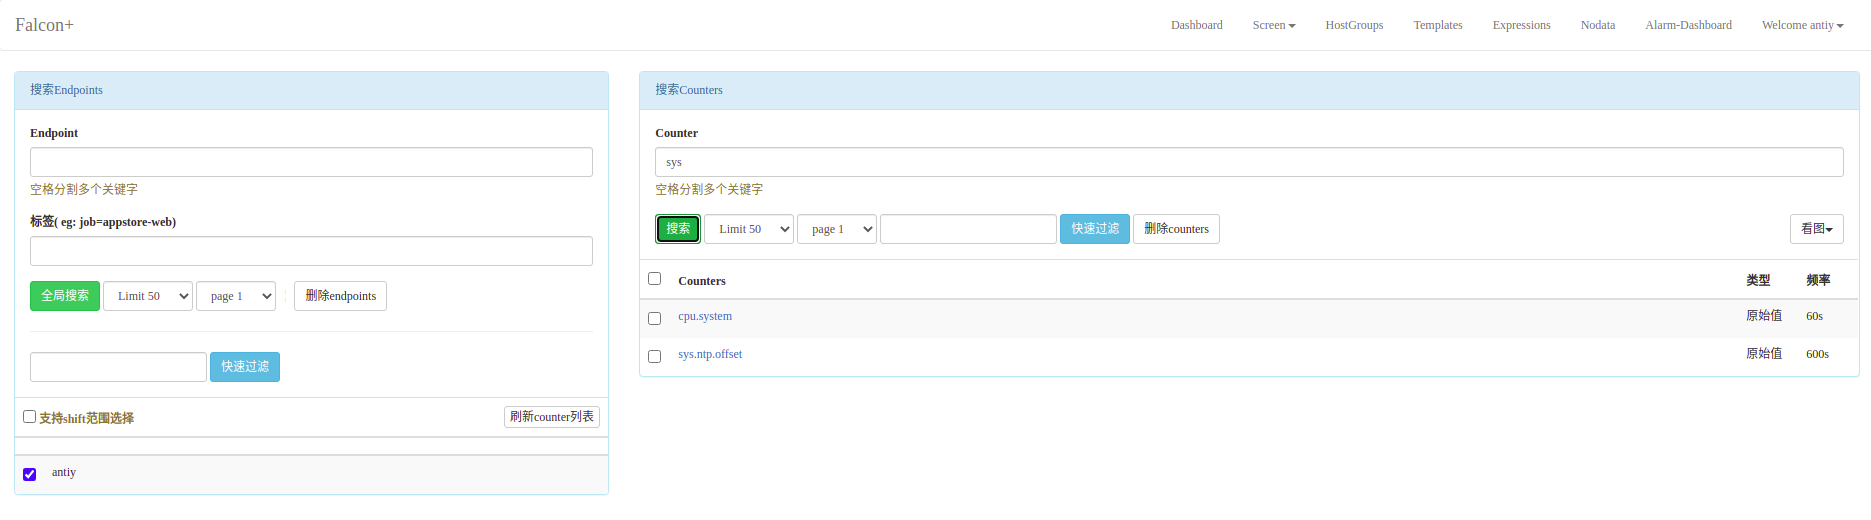 Falcon+
Dashboard Screen HostGroups Templates Expressions Nodata Alarm-Dashboard Welcome antiy
搜索Endpoints
Endpoint
空格分割多个关键字
标签( eg: job=appstore-web)
全局搜索 Limit 50 page 1 删除endpoints
快速过滤
支持shift范围选择 刷新counter列表
antiy
搜索Counters
Counter
sys
空格分割多个关键字
搜索 Limit 50 page 1 快速过滤 删除counters 看图
Counters 类型 频率
cpu.system 原始值 60s
sys.ntp.offset 原始值 600s